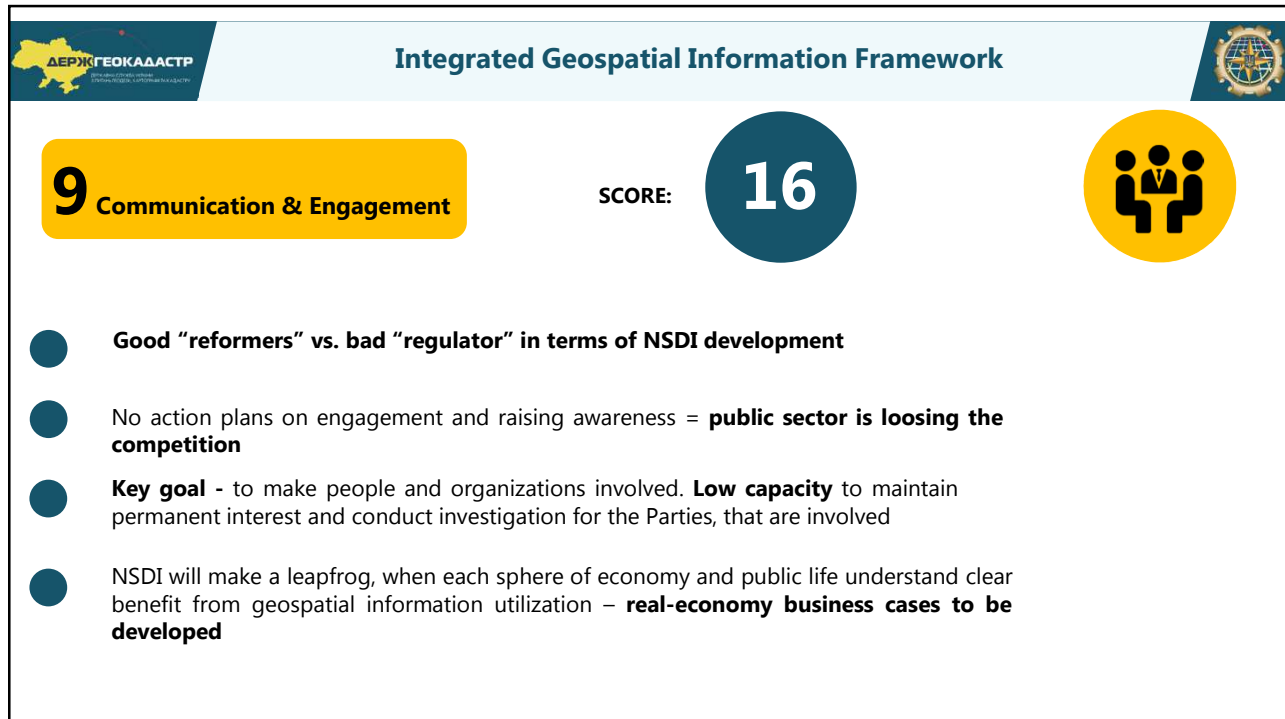 ДЕРЖГЕОКАДАСТР
Integrated Geospatial Information Framework
9 Communication & Engagement
SCORE:
16
Good “reformers” vs. bad “regulator” in terms of NSDI development
No action plans on engagement and raising awareness = public sector is loosing the
competition
Key goal - to make people and organizations involved. Low capacity to maintain
permanent interest and conduct investigation for the Parties, that are involved
NSDI will make a leapfrog, when each sphere of economy and public life understand clear
benefit from geospatial information utilization – real-economy business cases to be
developed